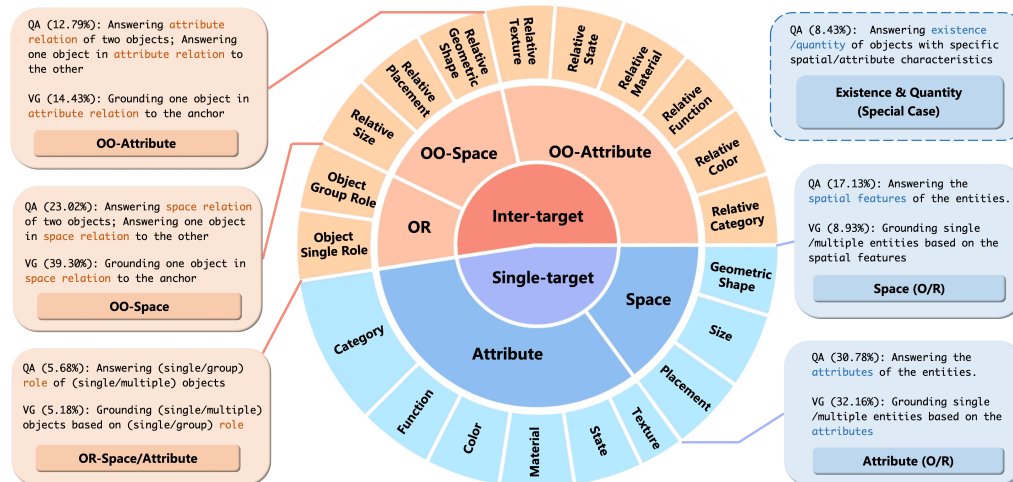 QA (12.79%): Answering attribute
relation of two objects; Answering
one object in attribute relation to
the other
VG (14.43%): Grounding one object in
attribute relation to the anchor
OO-Attribute
QA (23.02%): Answering space relation
of two objects; Answering one object
in space relation to the other
VG (39.30%): Grounding one object in
space relation to the anchor
OO-Space
QA (5.68%): Answering (single/group)
role of (single/multiple) objects
VG (5.18%): Grounding (single/multiple)
objects based on (single/group) role
OR-Space/Attribute
Object
Single Role
Object
Group Role
Relative
Size
Relative
Placement
Relative
Geometric
Shape
Relative
Texture
Relative
State
Relative
Material
Relative
Function
Relative
Color
Relative
Category
OR
OO-Space
OO-Attribute
Inter-target
Single-target
Space
Attribute
Geometric
Shape
Size
Placement
Texture
State
Material
Color
Function
Category
QA (8.43%): Answering existence
/quantity of objects with specific
spatial/attribute characteristics
Existence & Quantity
(Special Case)
QA (17.13%): Answering the
spatial features of the entities.
VG (8.93%): Grounding single
/multiple entities based on the
spatial features
Space (O/R)
QA (30.78%): Answering the
attributes of the entities.
VG (32.16%): Grounding single
/multiple entities based on the
attributes
Attribute (O/R)